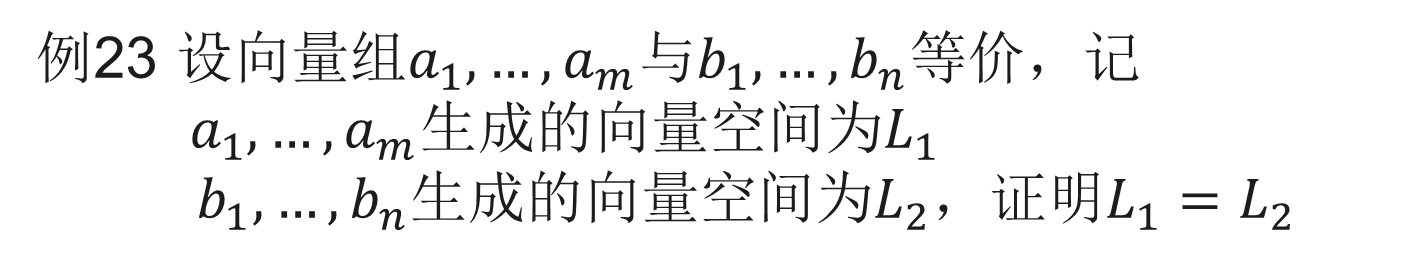 例23 设向量组a₁, … , aₘ与b₁, … , bₙ等价，记
a₁, … , aₘ生成的向量空间为L₁
b₁, … , bₙ生成的向量空间为L₂，证明L₁ = L₂